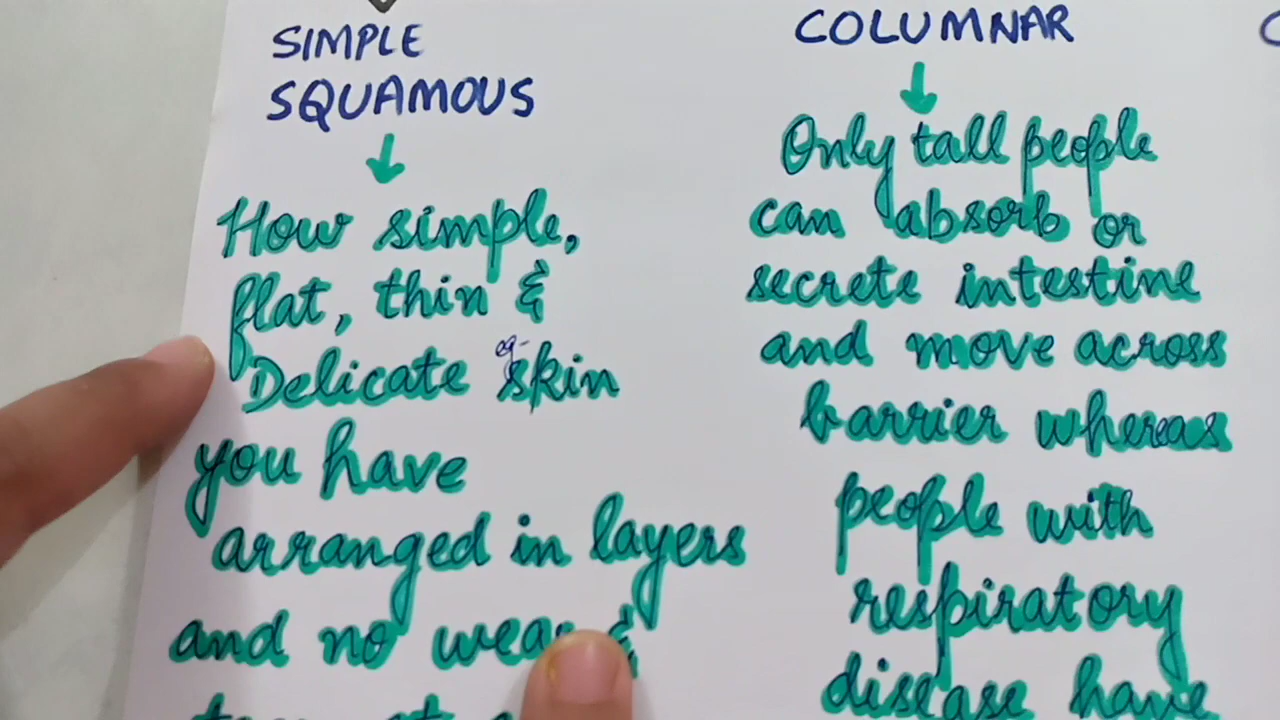 SIMPLE
SQUAMOUS
How simple,
flat, thin &
Delicate eg- skin
you have
arranged in layers
and no wear &
COLUMNAR
Only tall people
can absorb or
secrete intestine
and move across
barrier whereas
people with
respiratory
disease have